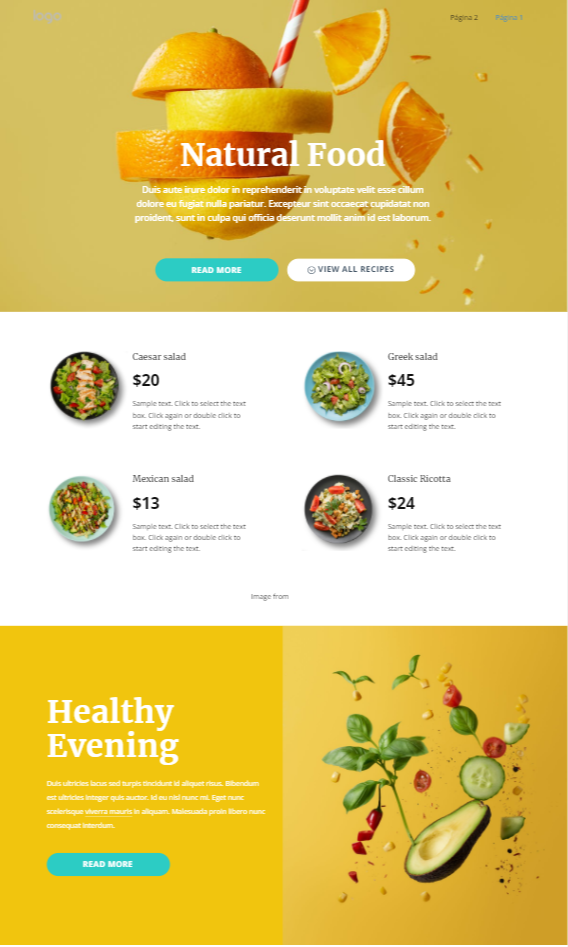 logo
Página 2 Página 1
Natural Food
Duis aute irure dolor in reprehenderit in voluptate velit esse cillum
dolore eu fugiat nulla pariatur. Excepteur sint occaecat cupidatat non
proident, sunt in culpa qui officia deserunt mollit anim id est laborum.
READ MORE
VIEW ALL RECIPES
Caesar salad
$20
Sample text. Click to select the text
box. Click again or double click to
start editing the text.
Greek salad
$45
Sample text. Click to select the text
box. Click again or double click to
start editing the text.
Mexican salad
$13
Sample text. Click to select the text
box. Click again or double click to
start editing the text.
Classic Ricotta
$24
Sample text. Click to select the text
box. Click again or double click to
start editing the text.
Image from
Healthy
Evening
Duis ultricies lacus sed turpis tincidunt id aliquet risus. Bibendum
est ultricies integer quis auctor. Id eu nisl nunc mi. Eget nunc
scelerisque viverra mauris in aliquam. Malesuada proin libero nunc
consequat interdum.
READ MORE